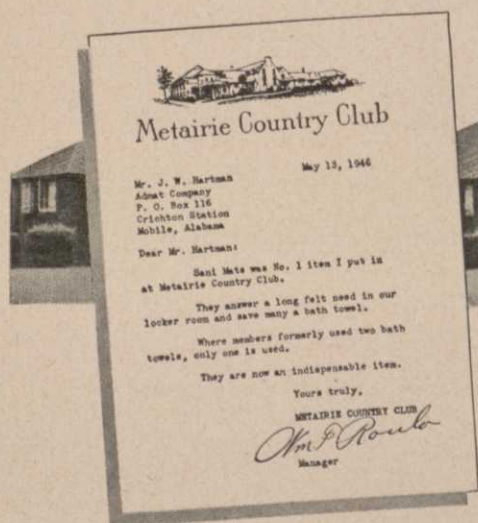 Metairie Country Club
May 13, 1946
Mr. J. W. Hartman
Admat Company
P. O. Box 116
Crichton Station
Mobile, Alabama
Dear Mr. Hartman:
Sani Mats was No. 1 item I put in
at Metairie Country Club.
They answer a long felt need in our
locker room and save many a bath towel.
Where members formerly used two bath
towels, only one is used.
They are now an indispensable item.
Yours truly,
METAIRIE COUNTRY CLUB
Manager